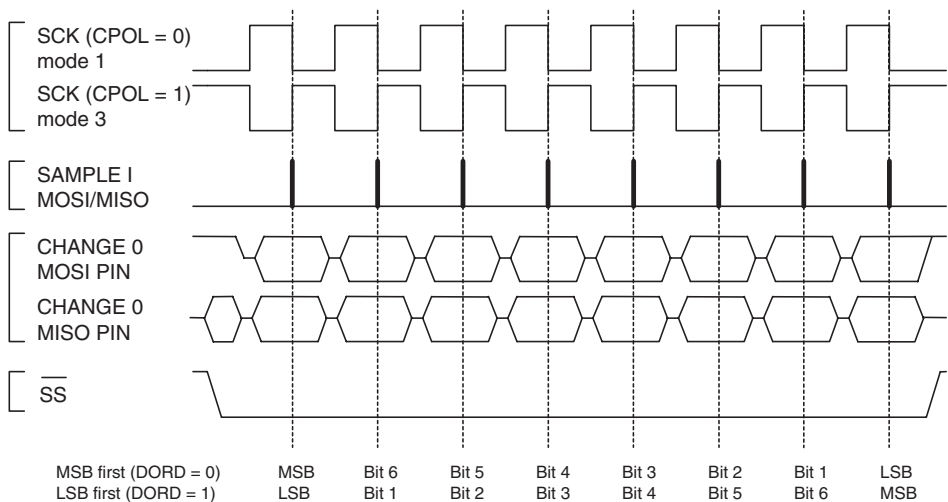 SCK (CPOL = 0)
mode 1
SCK (CPOL = 1)
mode 3
SAMPLE I
MOSI/MISO
CHANGE 0
MOSI PIN
CHANGE 0
MISO PIN
SS
MSB first (DORD = 0) MSB Bit 6 Bit 5 Bit 4 Bit 3 Bit 2 Bit 1 LSB
LSB first (DORD = 1) LSB Bit 1 Bit 2 Bit 3 Bit 4 Bit 5 Bit 6 MSB